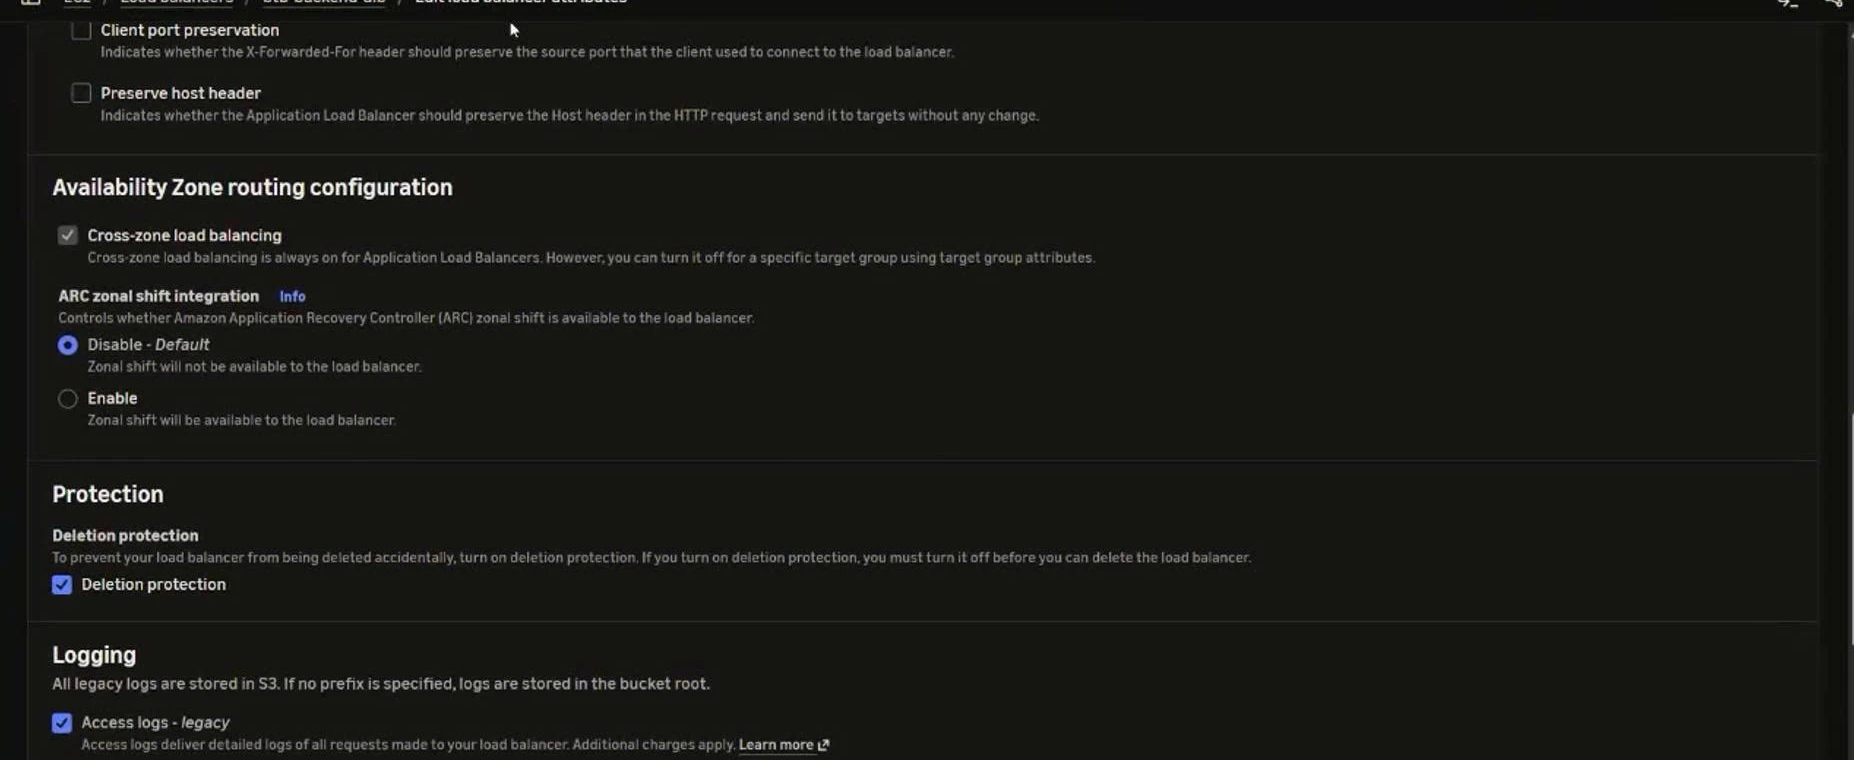 Load balancers / / Edit load balancer attributes
Client port preservation
Indicates whether the X-Forwarded-For header should preserve the source port that the client used to connect to the load balancer.
Preserve host header
Indicates whether the Application Load Balancer should preserve the Host header in the HTTP request and send it to targets without any change.
Availability Zone routing configuration
Cross-zone load balancing
Cross-zone load balancing is always on for Application Load Balancers. However, you can turn it off for a specific target group using target group attributes.
ARC zonal shift integration Info
Controls whether Amazon Application Recovery Controller (ARC) zonal shift is available to the load balancer.
Disable - Default
Zonal shift will not be available to the load balancer.
Enable
Zonal shift will be available to the load balancer.
Protection
Deletion protection
To prevent your load balancer from being deleted accidentally, turn on deletion protection. If you turn on deletion protection, you must turn it off before you can delete the load balancer.
Deletion protection
Logging
All legacy logs are stored in S3. If no prefix is specified, logs are stored in the bucket root.
Access logs - legacy
Access logs deliver detailed logs of all requests made to your load balancer. Additional charges apply. Learn more